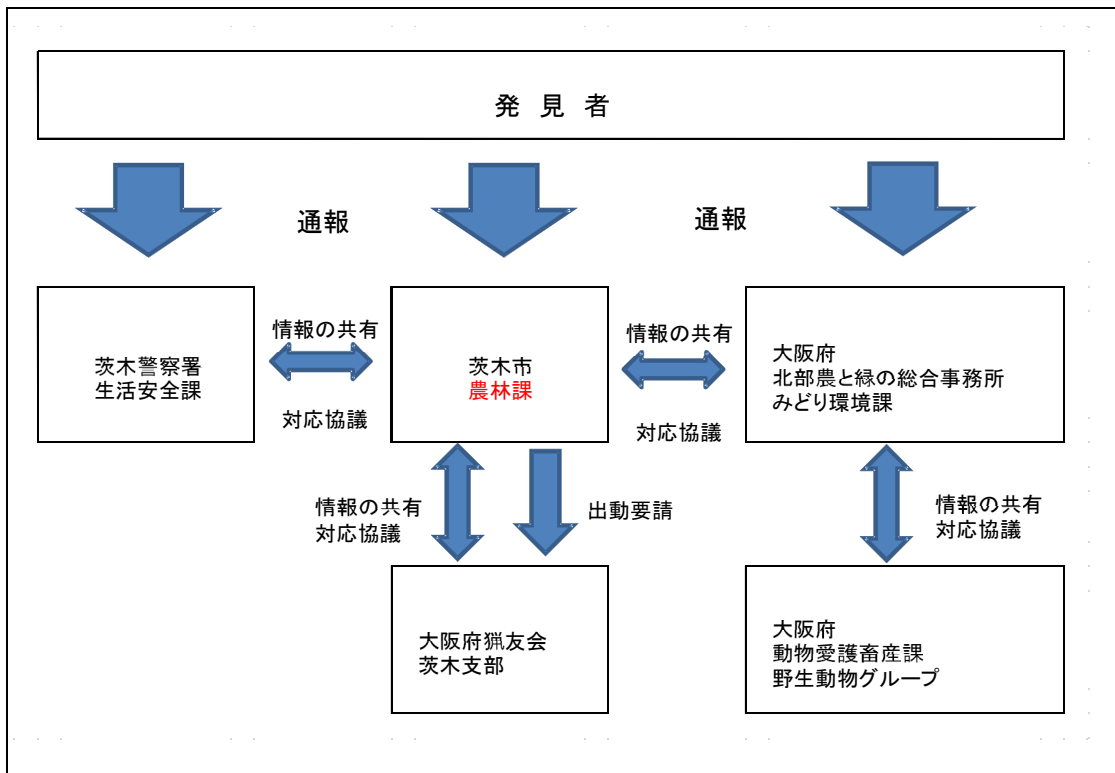 発 見 者
通報
通報
茨木警察署
生活安全課
情報の共有
対応協議
茨木市
農林課
情報の共有
対応協議
大阪府
北部農と緑の総合事務所
みどり環境課
情報の共有
対応協議
出動要請
情報の共有
対応協議
大阪府猟友会
茨木支部
大阪府
動物愛護畜産課
野生動物グループ